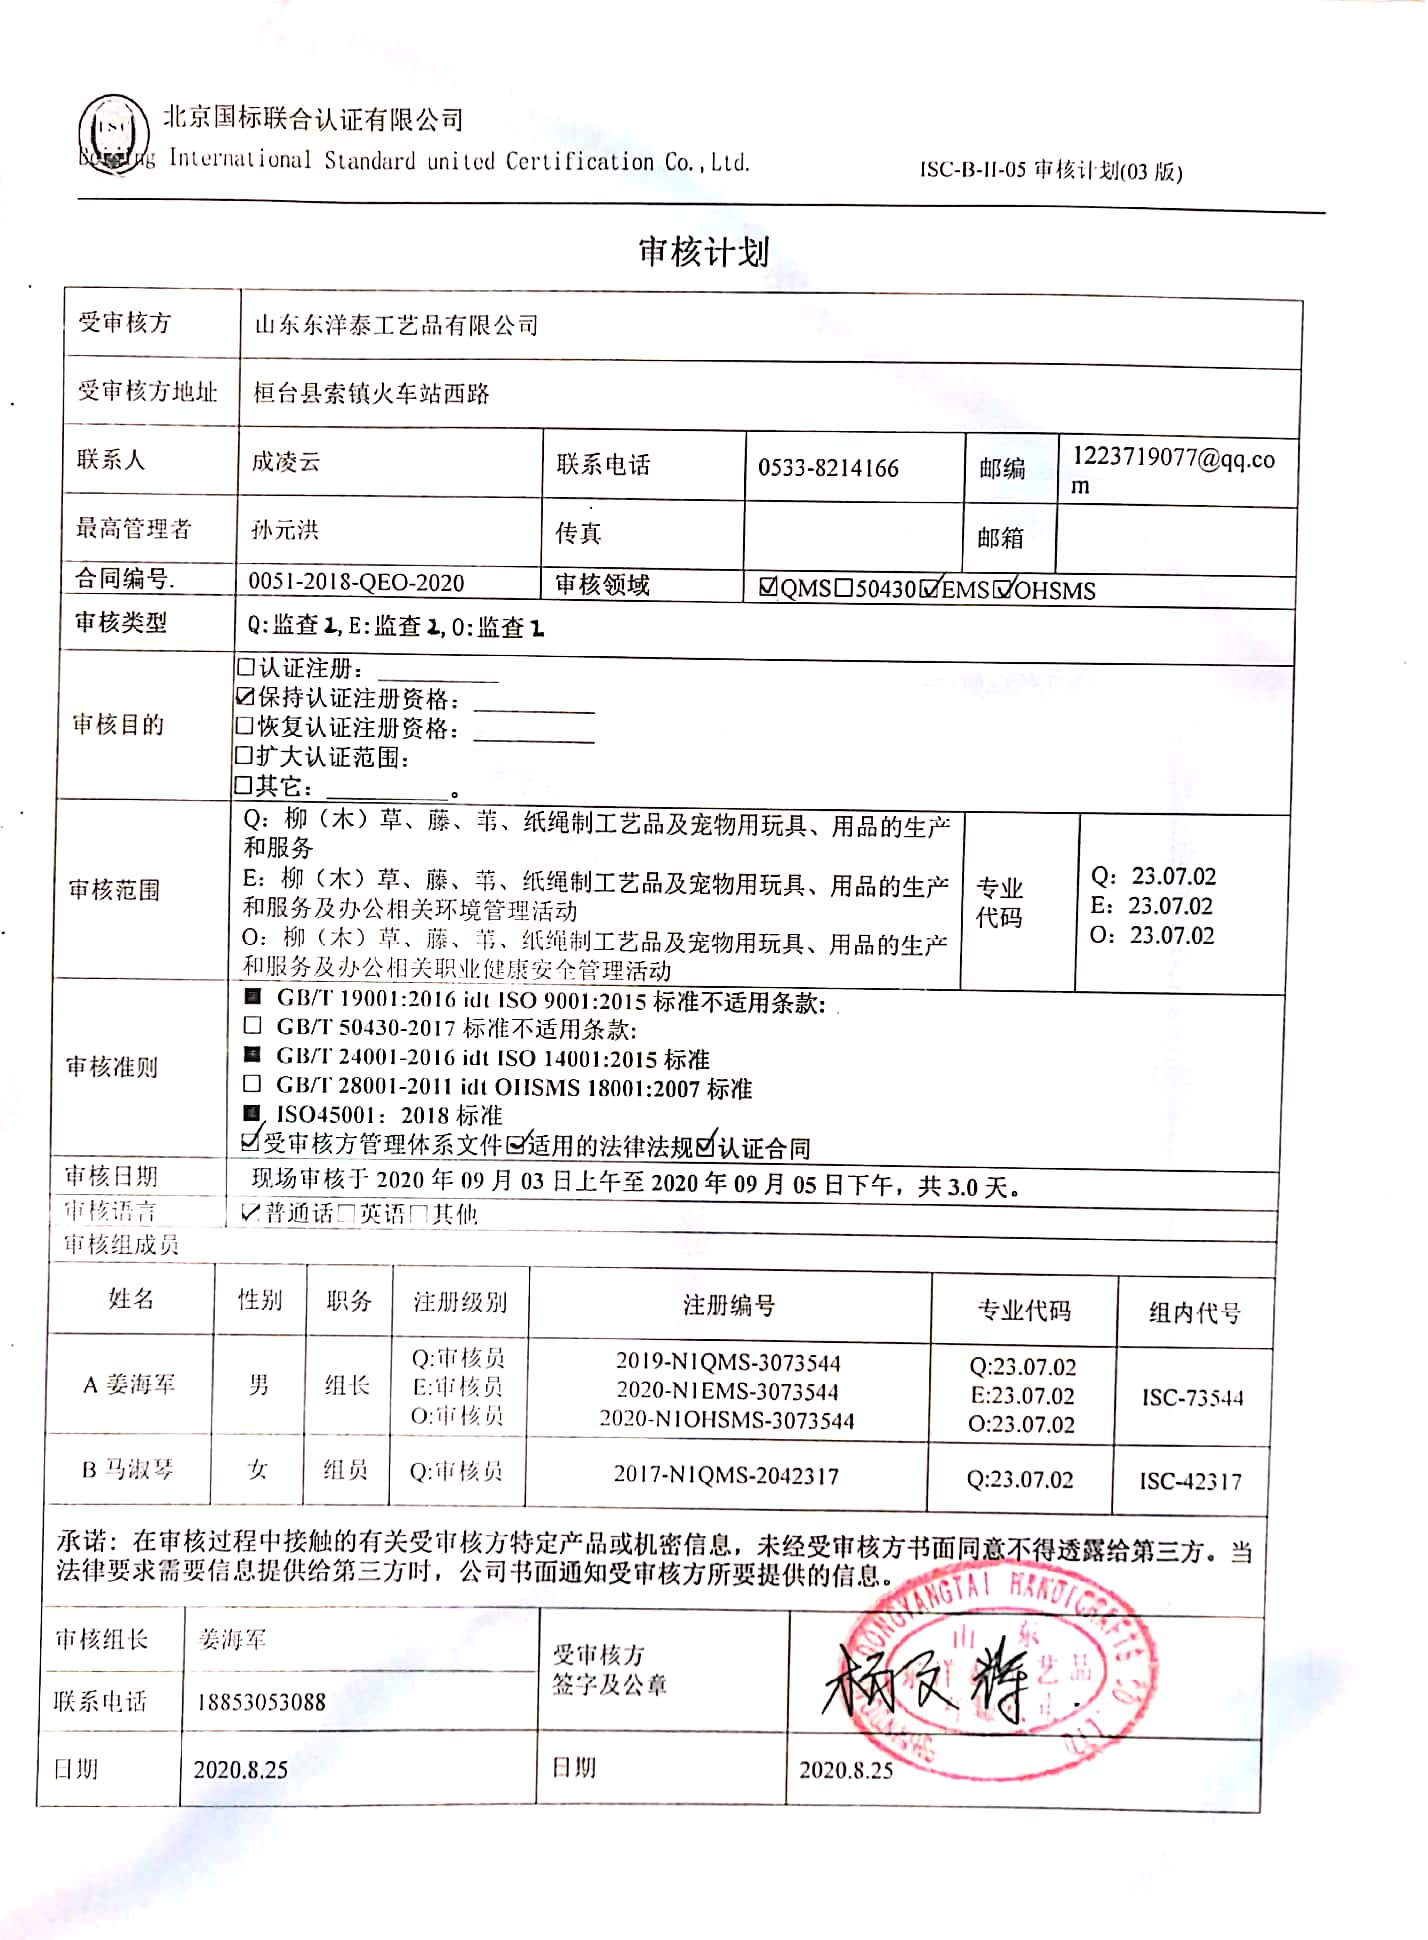 北京国标联合认证有限公司
Beijing International Standard united Certification Co.,Ltd.
ISC-B-II-05 审核计划(03 版)
审核计划
受审核方 山东东洋泰工艺品有限公司
受审核方地址 桓台县索镇火车站西路
联系人 成凌云 联系电话 0533-8214166 邮编 1223719077@qq.co
m
最高管理者 孙元洪 传真 邮箱
合同编号. 0051-2018-QEO-2020 审核领域 ☑QMS□50430☑EMS☑OHSMS
审核类型 Q:监查2,E:监查2,O:监查2
审核目的
□认证注册：
☑保持认证注册资格：
□恢复认证注册资格：
□扩大认证范围：
□其它： 。
审核范围
Q：柳（木）草、藤、苇、纸绳制工艺品及宠物用玩具、用品的生产
和服务
E：柳（木）草、藤、苇、纸绳制工艺品及宠物用玩具、用品的生产
和服务及办公相关环境管理活动
O：柳（木）草、藤、苇、纸绳制工艺品及宠物用玩具、用品的生产
和服务及办公相关职业健康安全管理活动
专业
代码
Q：23.07.02
E：23.07.02
O：23.07.02
审核准则
■ GB/T 19001:2016 idt ISO 9001:2015 标准不适用条款:
□ GB/T 50430-2017 标准不适用条款:
■ GB/T 24001-2016 idt ISO 14001:2015 标准
□ GB/T 28001-2011 idt OHSMS 18001:2007 标准
■ ISO45001：2018 标准
☑受审核方管理体系文件☑适用的法律法规☑认证合同
审核日期 现场审核于 2020 年 09 月 03 日上午至 2020 年 09 月 05 日下午，共 3.0 天。
审核语言 ☑普通话□英语□其他
审核组成员
姓名 性别 职务 注册级别 注册编号 专业代码 组内代号
A 姜海军 男 组长
Q:审核员 2019-N1QMS-3073544 Q:23.07.02
E:审核员 2020-N1EMS-3073544 E:23.07.02
O:审核员 2020-N1OHSMS-3073544 O:23.07.02
ISC-73544
B 马淑琴 女 组员 Q:审核员 2017-N1QMS-2042317 Q:23.07.02 ISC-42317
承诺：在审核过程中接触的有关受审核方特定产品或机密信息，未经受审核方书面同意不得透露给第三方。当
法律要求需要信息提供给第三方时，公司书面通知受审核方所要提供的信息。
审核组长 姜海军
受审核方
签字及公章
杨文辉
联系电话 18853053088
日期 2020.8.25 日期 2020.8.25
SHANDONG DONGYANGTAI HANDICRAFTS CO.,LTD.
山东